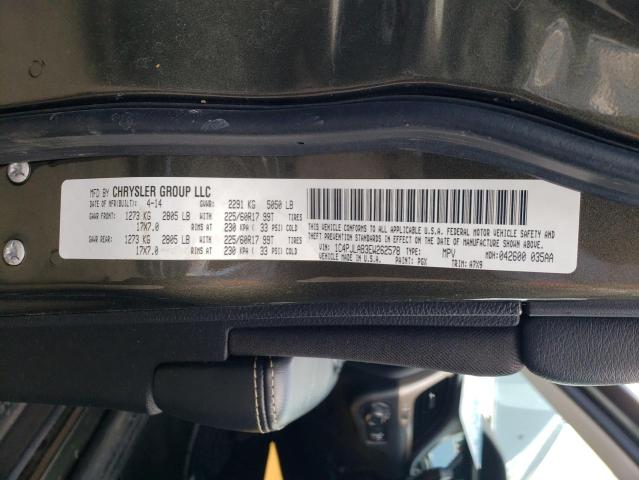 MFD BY CHRYSLER GROUP LLC
DATE OF MFR(BUILT): 4-14 GVWR: 2291 KG 5050 LB
GAWR FRONT: 1273 KG 2805 LB WITH 225/60R17 99T TIRES
17X7.0 RIMS AT 230 KPA ( 33 PSI) COLD
GAWR REAR: 1273 KG 2805 LB WITH 225/60R17 99T TIRES
17X7.0 RIMS AT 230 KPA ( 33 PSI) COLD
THIS VEHICLE CONFORMS TO ALL APPLICABLE U.S.A. FEDERAL MOTOR VEHICLE SAFETY AND
THEFT PREVENTION STANDARDS IN EFFECT ON THE DATE OF MANUFACTURE SHOWN ABOVE.
VIN: 1C4PJLAB3EW262578 TYPE: MPV MDH: 042600 035AA
VEHICLE MADE IN U.S.A. PAINT: PGX TRIM: A7X9